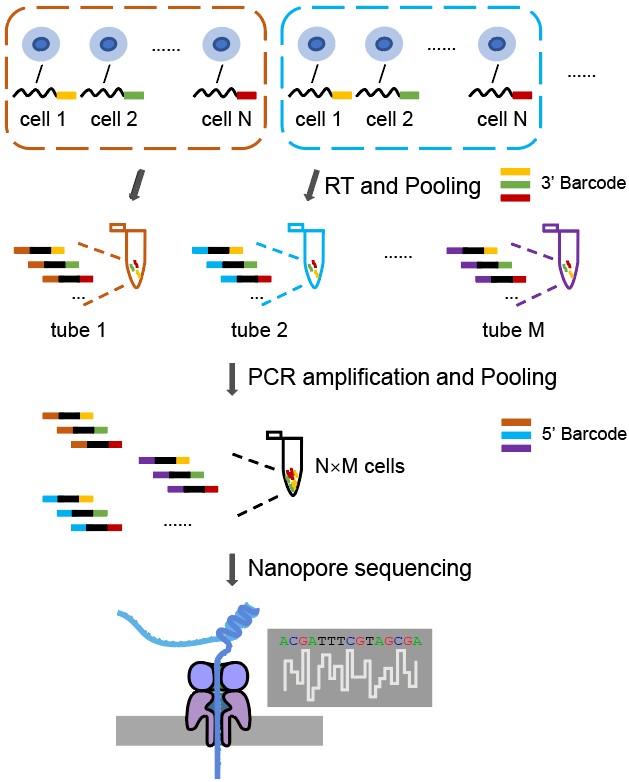 cell 1 cell 2 ...... cell N cell 1 cell 2 ...... cell N ......
RT and Pooling
3’ Barcode
...
...
......
...
tube 1 tube 2 tube M
PCR amplification and Pooling
5’ Barcode
N×M cells
......
Nanopore sequencing
ACGATTTCGTAGCGA